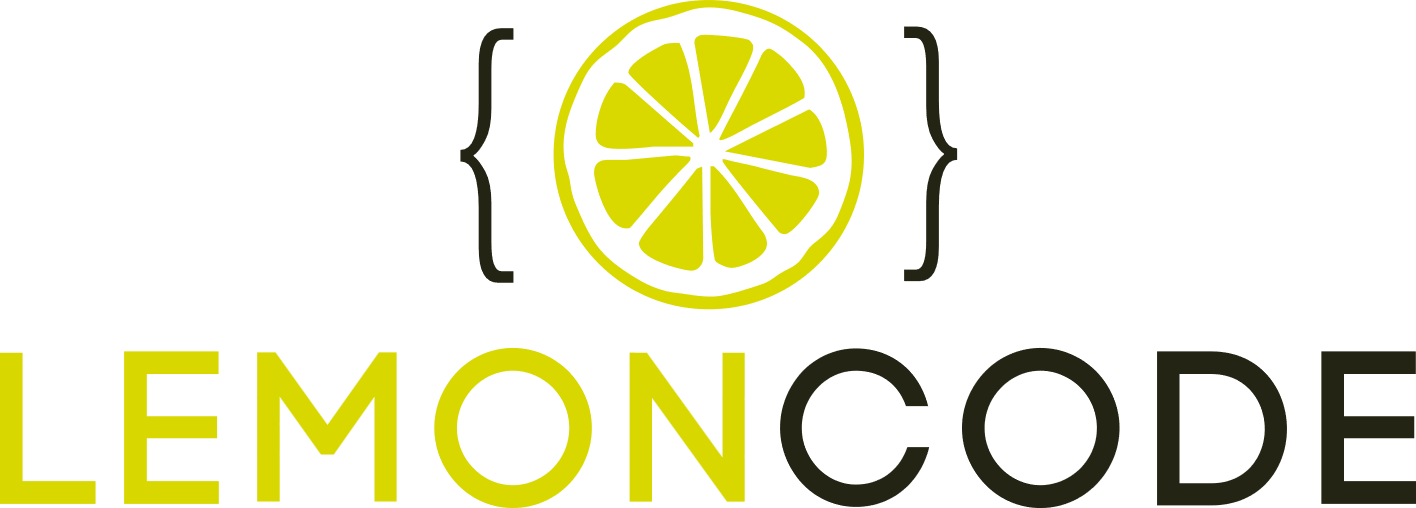 { }
LEMONCODE